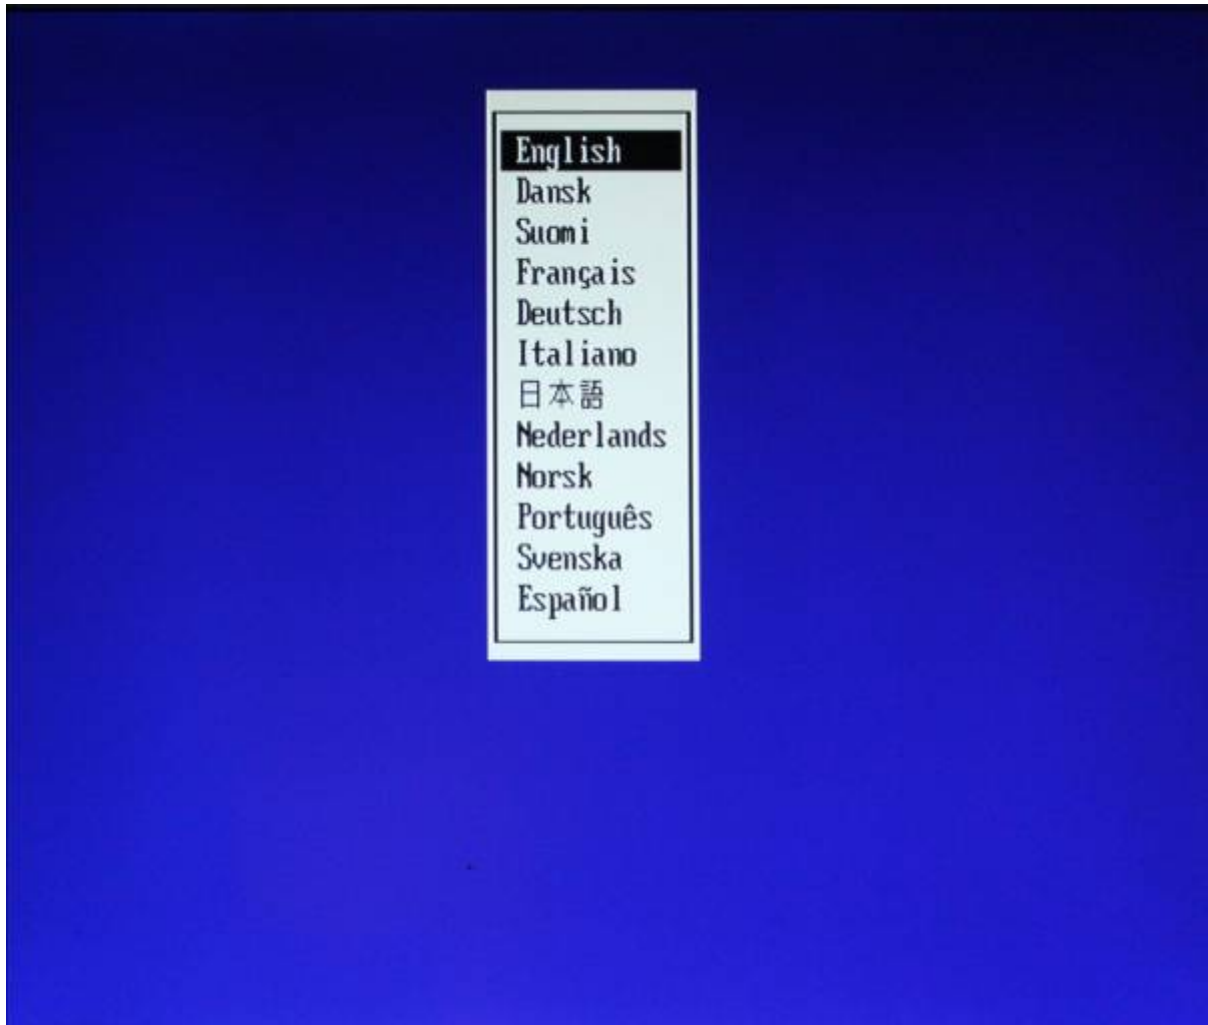 English
Dansk
Suomi
Français
Deutsch
Italiano
日本語
Nederlands
Norsk
Português
Svenska
Español